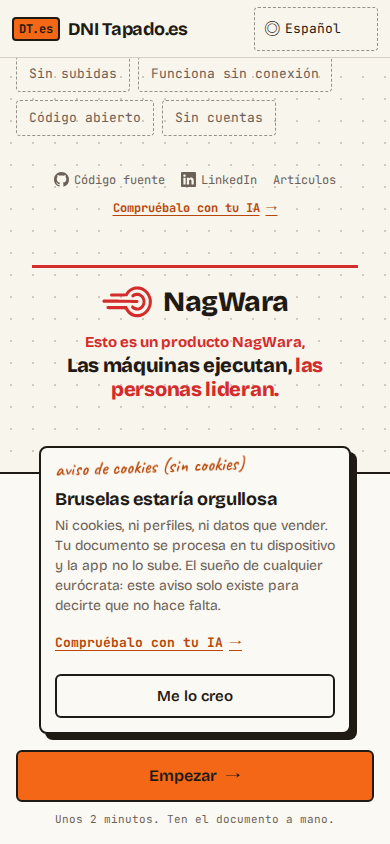 DT.es DNI Tapado.es Español
Sin subidas Funciona sin conexión
Código abierto Sin cuentas
Código fuente LinkedIn Artículos
Compruébalo con tu IA →
NagWara
Esto es un producto NagWara,
Las máquinas ejecutan, las
personas lideran.
aviso de cookies (sin cookies)
Bruselas estaría orgullosa
Ni cookies, ni perfiles, ni datos que vender.
Tu documento se procesa en tu dispositivo
y la app no lo sube. El sueño de cualquier
eurócrata: este aviso solo existe para
decirte que no hace falta.
Compruébalo con tu IA →
Me lo creo
Empezar →
Unos 2 minutos. Ten el documento a mano.